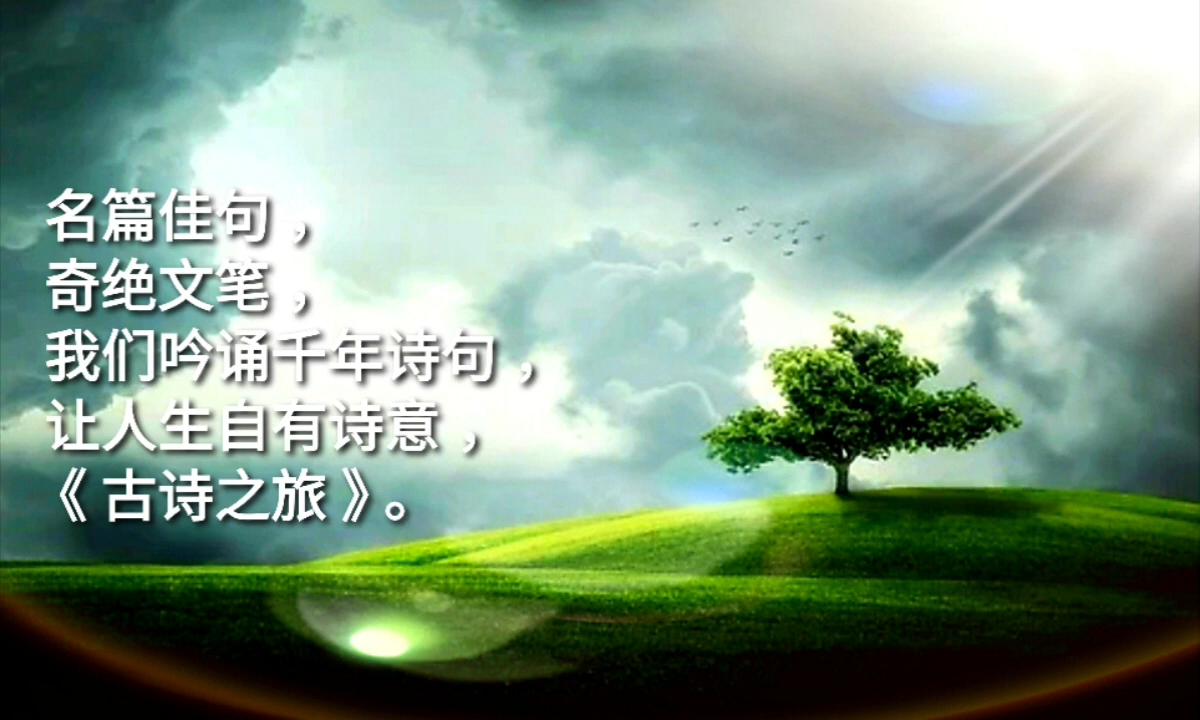 名篇佳句，
奇绝文笔，
我们吟诵千年诗句，
让人生自有诗意，
《古诗之旅》。